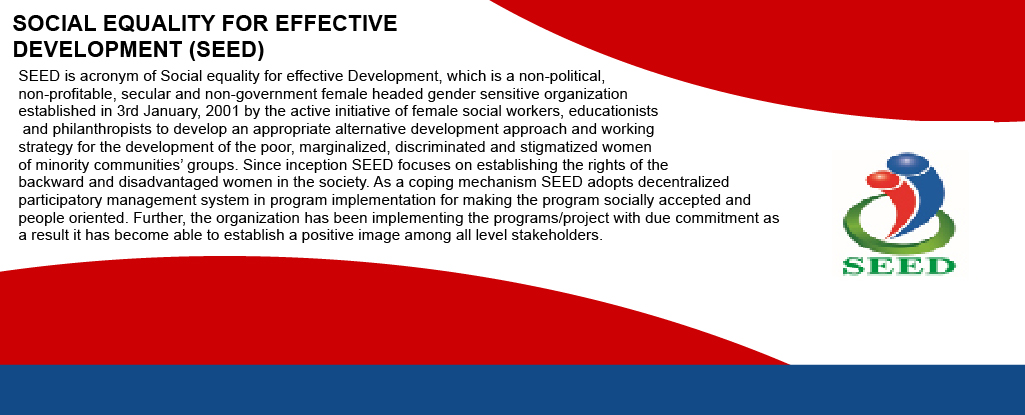 SOCIAL EQUALITY FOR EFFECTIVE
DEVELOPMENT (SEED)
SEED is acronym of Social equality for effective Development, which is a non-political,
non-profitable, secular and non-government female headed gender sensitive organization
established in 3rd January, 2001 by the active initiative of female social workers, educationists
and philanthropists to develop an appropriate alternative development approach and working
strategy for the development of the poor, marginalized, discriminated and stigmatized women
of minority communities' groups. Since inception SEED focuses on establishing the rights of the
backward and disadvantaged women in the society. As a coping mechanism SEED adopts decentralized
participatory management system in program implementation for making the program socially accepted and
people oriented. Further, the organization has been implementing the programs/project with due commitment as
a result it has become able to establish a positive image among all level stakeholders.
SEED